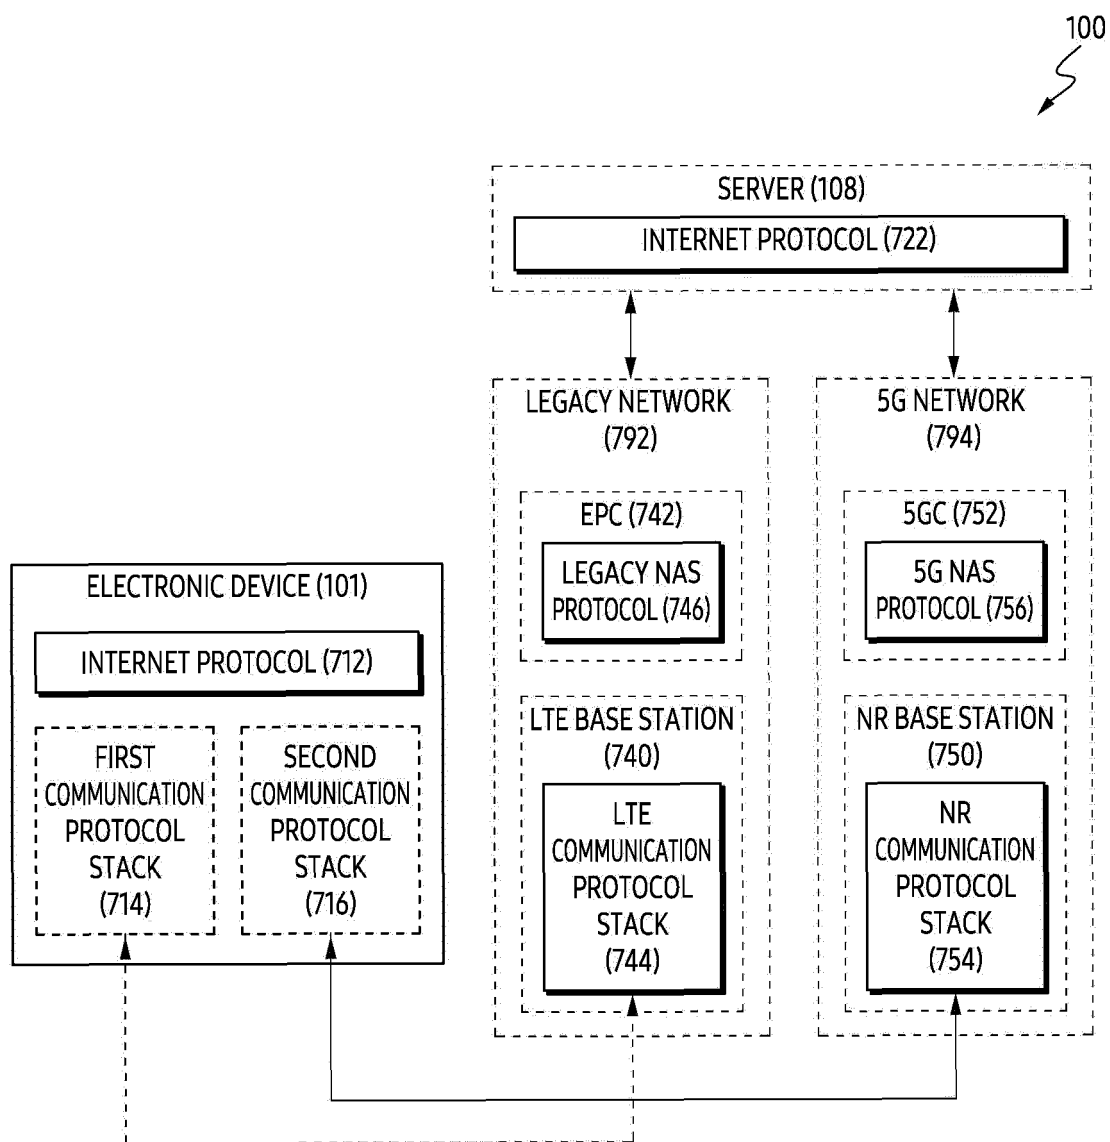 100
SERVER (108)
INTERNET PROTOCOL (722)
LEGACY NETWORK
(792)
5G NETWORK
(794)
EPC (742)
LEGACY NAS
PROTOCOL (746)
5GC (752)
5G NAS
PROTOCOL (756)
ELECTRONIC DEVICE (101)
INTERNET PROTOCOL (712)
FIRST
COMMUNICATION
PROTOCOL
STACK
(714)
SECOND
COMMUNICATION
PROTOCOL
STACK
(716)
LTE BASE STATION
(740)
LTE
COMMUNICATION
PROTOCOL
STACK
(744)
NR BASE STATION
(750)
NR
COMMUNICATION
PROTOCOL
STACK
(754)